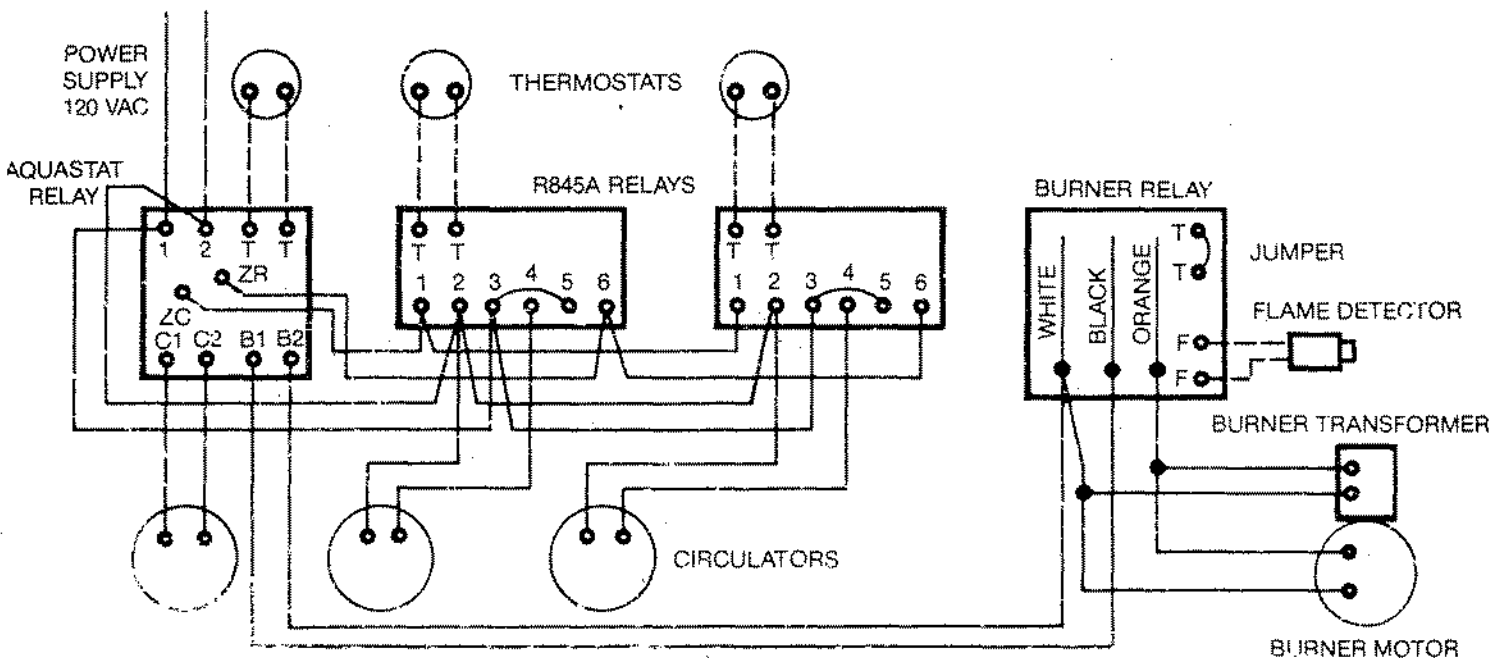 POWER
SUPPLY
120 VAC
THERMOSTATS
AQUASTAT
RELAY
R845A RELAYS
BURNER RELAY
1 2 T T
ZR
ZC
C1 C2 B1 B2
T T
1 2 3 4 5 6
T T
1 2 3 4 5 6
WHITE
BLACK
ORANGE
T
T
JUMPER
FLAME DETECTOR
F
F
BURNER TRANSFORMER
CIRCULATORS
BURNER MOTOR